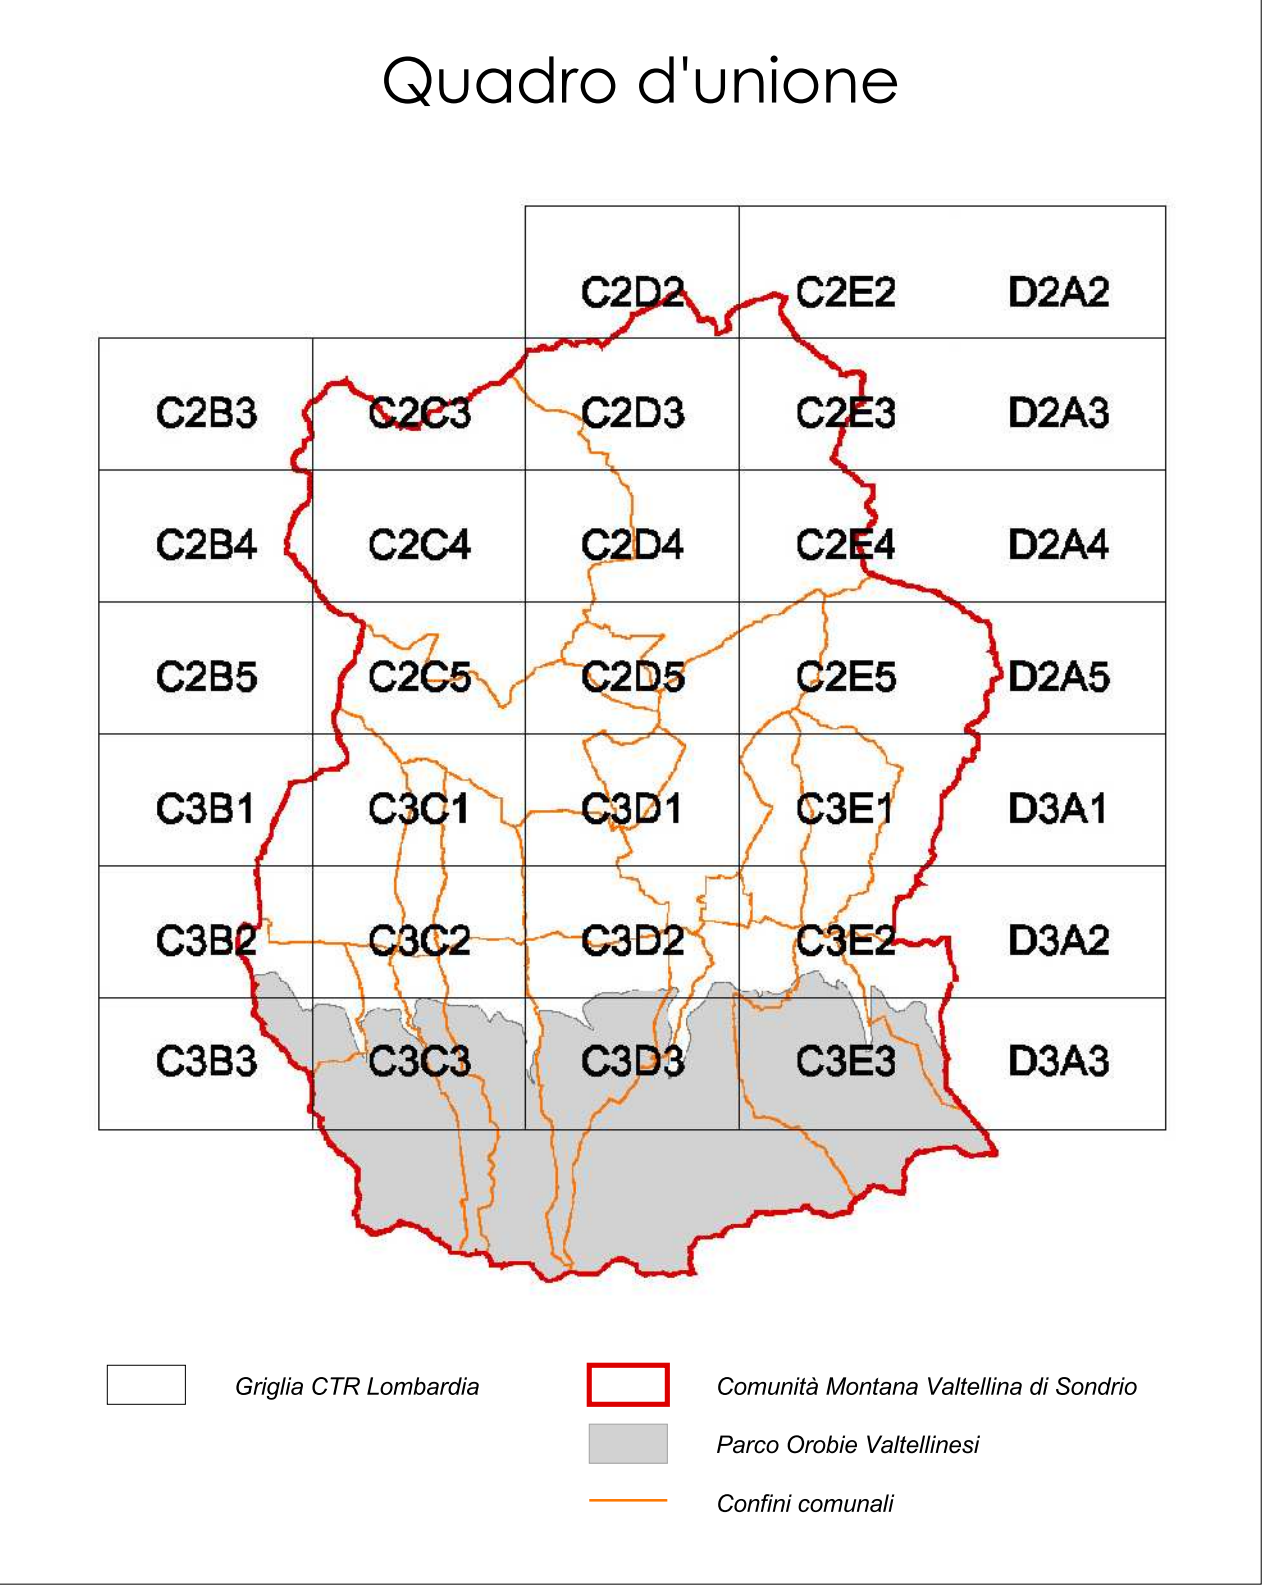 Quadro d'unione
C2D2 C2E2 D2A2
C2B3 C2C3 C2D3 C2E3 D2A3
C2B4 C2C4 C2D4 C2E4 D2A4
C2B5 C2C5 C2D5 C2E5 D2A5
C3B1 C3C1 C3D1 C3E1 D3A1
C3B2 C3C2 C3D2 C3E2 D3A2
C3B3 C3C3 C3D3 C3E3 D3A3
Griglia CTR Lombardia
Comunità Montana Valtellina di Sondrio
Parco Orobie Valtellinesi
Confini comunali